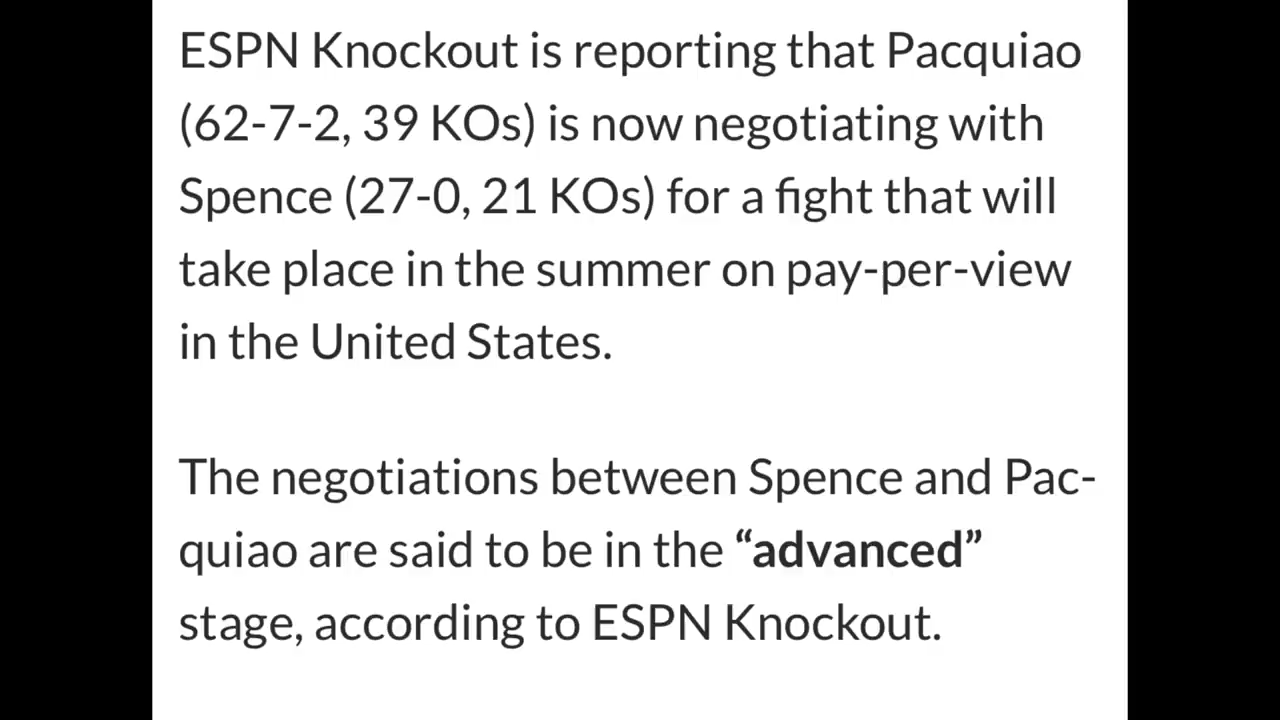 ESPN Knockout is reporting that Pacquiao
(62-7-2, 39 KOs) is now negotiating with
Spence (27-0, 21 KOs) for a fight that will
take place in the summer on pay-per-view
in the United States.
The negotiations between Spence and Pac-
quiao are said to be in the “advanced”
stage, according to ESPN Knockout.